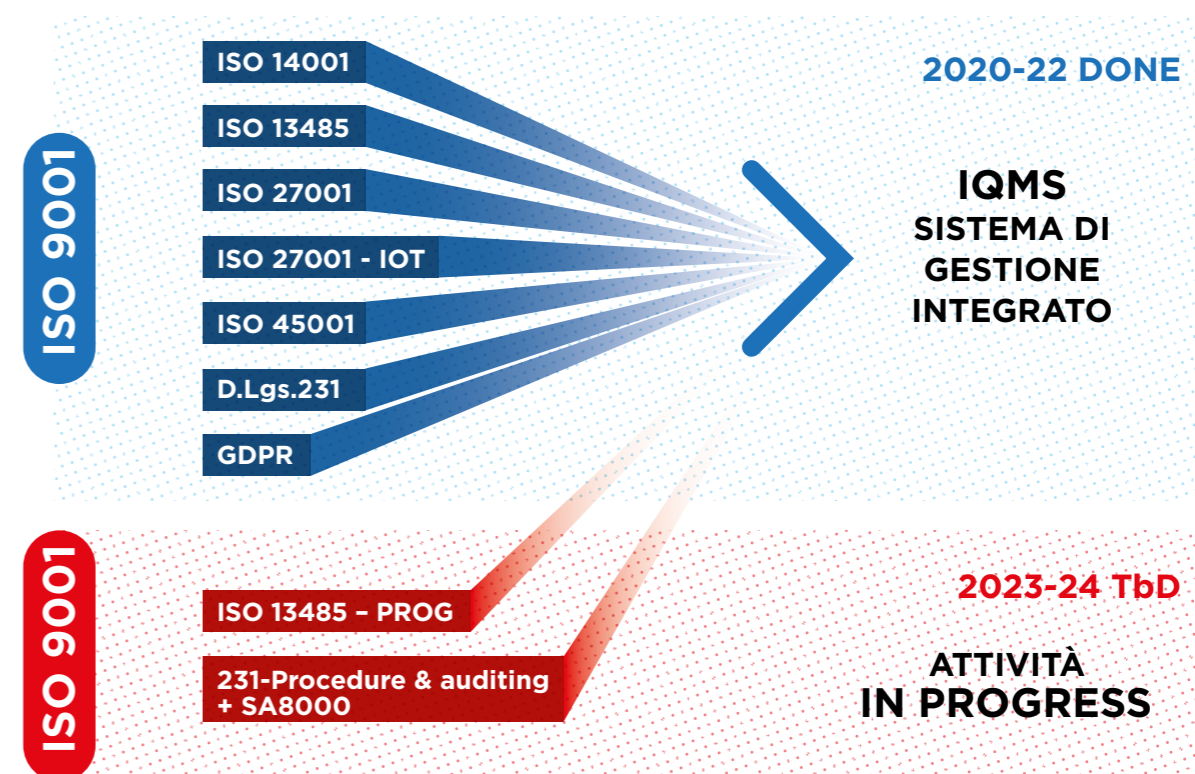 ISO 9001
ISO 14001
ISO 13485
ISO 27001
ISO 27001 - IOT
ISO 45001
D.Lgs.231
GDPR
2020-22 DONE
IQMS
SISTEMA DI
GESTIONE
INTEGRATO
ISO 9001
ISO 13485 – PROG
231-Procedure & auditing
+ SA8000
2023-24 TbD
ATTIVITÀ
IN PROGRESS